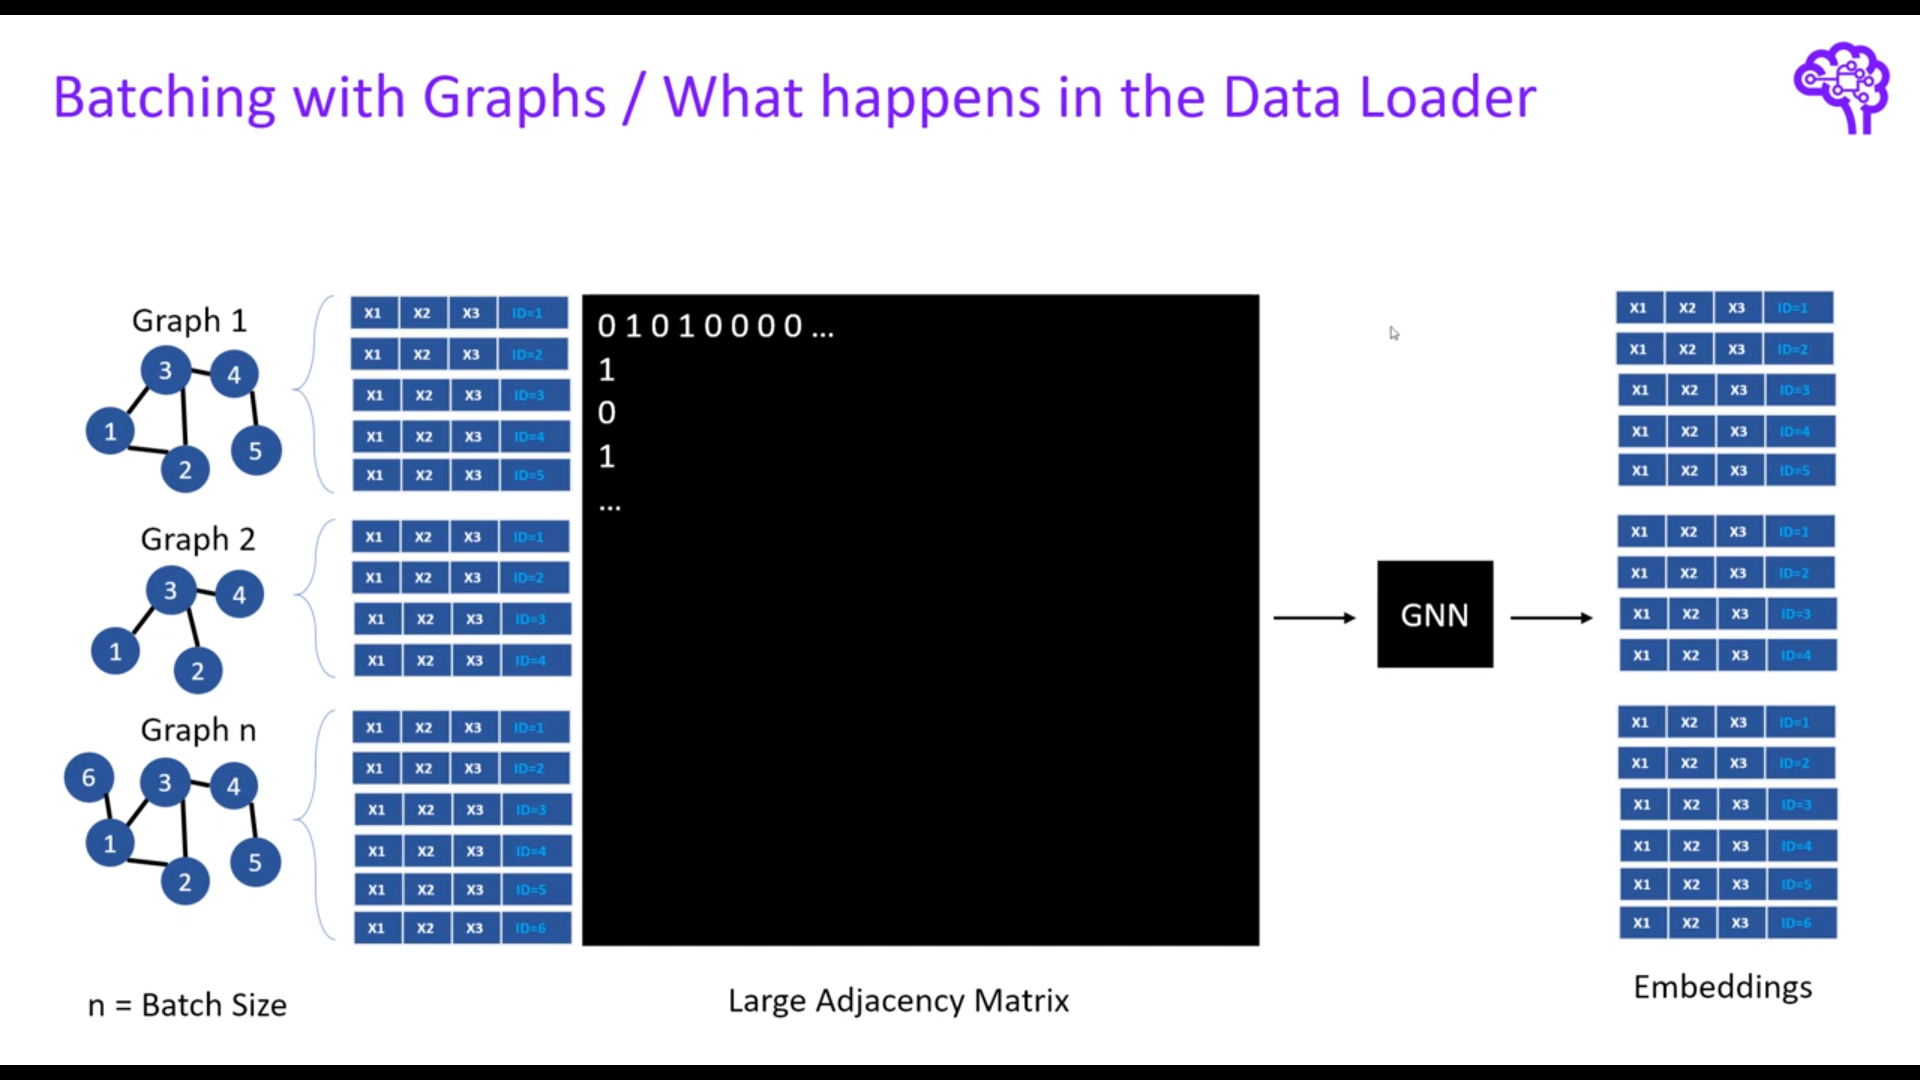 Batching with Graphs / What happens in the Data Loader
Graph 1
3
4
1
5
2
X1 X2 X3 ID=1
X1 X2 X3 ID=2
X1 X2 X3 ID=3
X1 X2 X3 ID=4
X1 X2 X3 ID=5
Graph 2
3
4
1
2
X1 X2 X3 ID=1
X1 X2 X3 ID=2
X1 X2 X3 ID=3
X1 X2 X3 ID=4
Graph n
6
3
4
1
5
2
X1 X2 X3 ID=1
X1 X2 X3 ID=2
X1 X2 X3 ID=3
X1 X2 X3 ID=4
X1 X2 X3 ID=5
X1 X2 X3 ID=6
n = Batch Size
0 1 0 1 0 0 0 0 ...
1
0
1
...
Large Adjacency Matrix
GNN
X1 X2 X3 ID=1
X1 X2 X3 ID=2
X1 X2 X3 ID=3
X1 X2 X3 ID=4
X1 X2 X3 ID=5
X1 X2 X3 ID=1
X1 X2 X3 ID=2
X1 X2 X3 ID=3
X1 X2 X3 ID=4
X1 X2 X3 ID=1
X1 X2 X3 ID=2
X1 X2 X3 ID=3
X1 X2 X3 ID=4
X1 X2 X3 ID=5
X1 X2 X3 ID=6
Embeddings